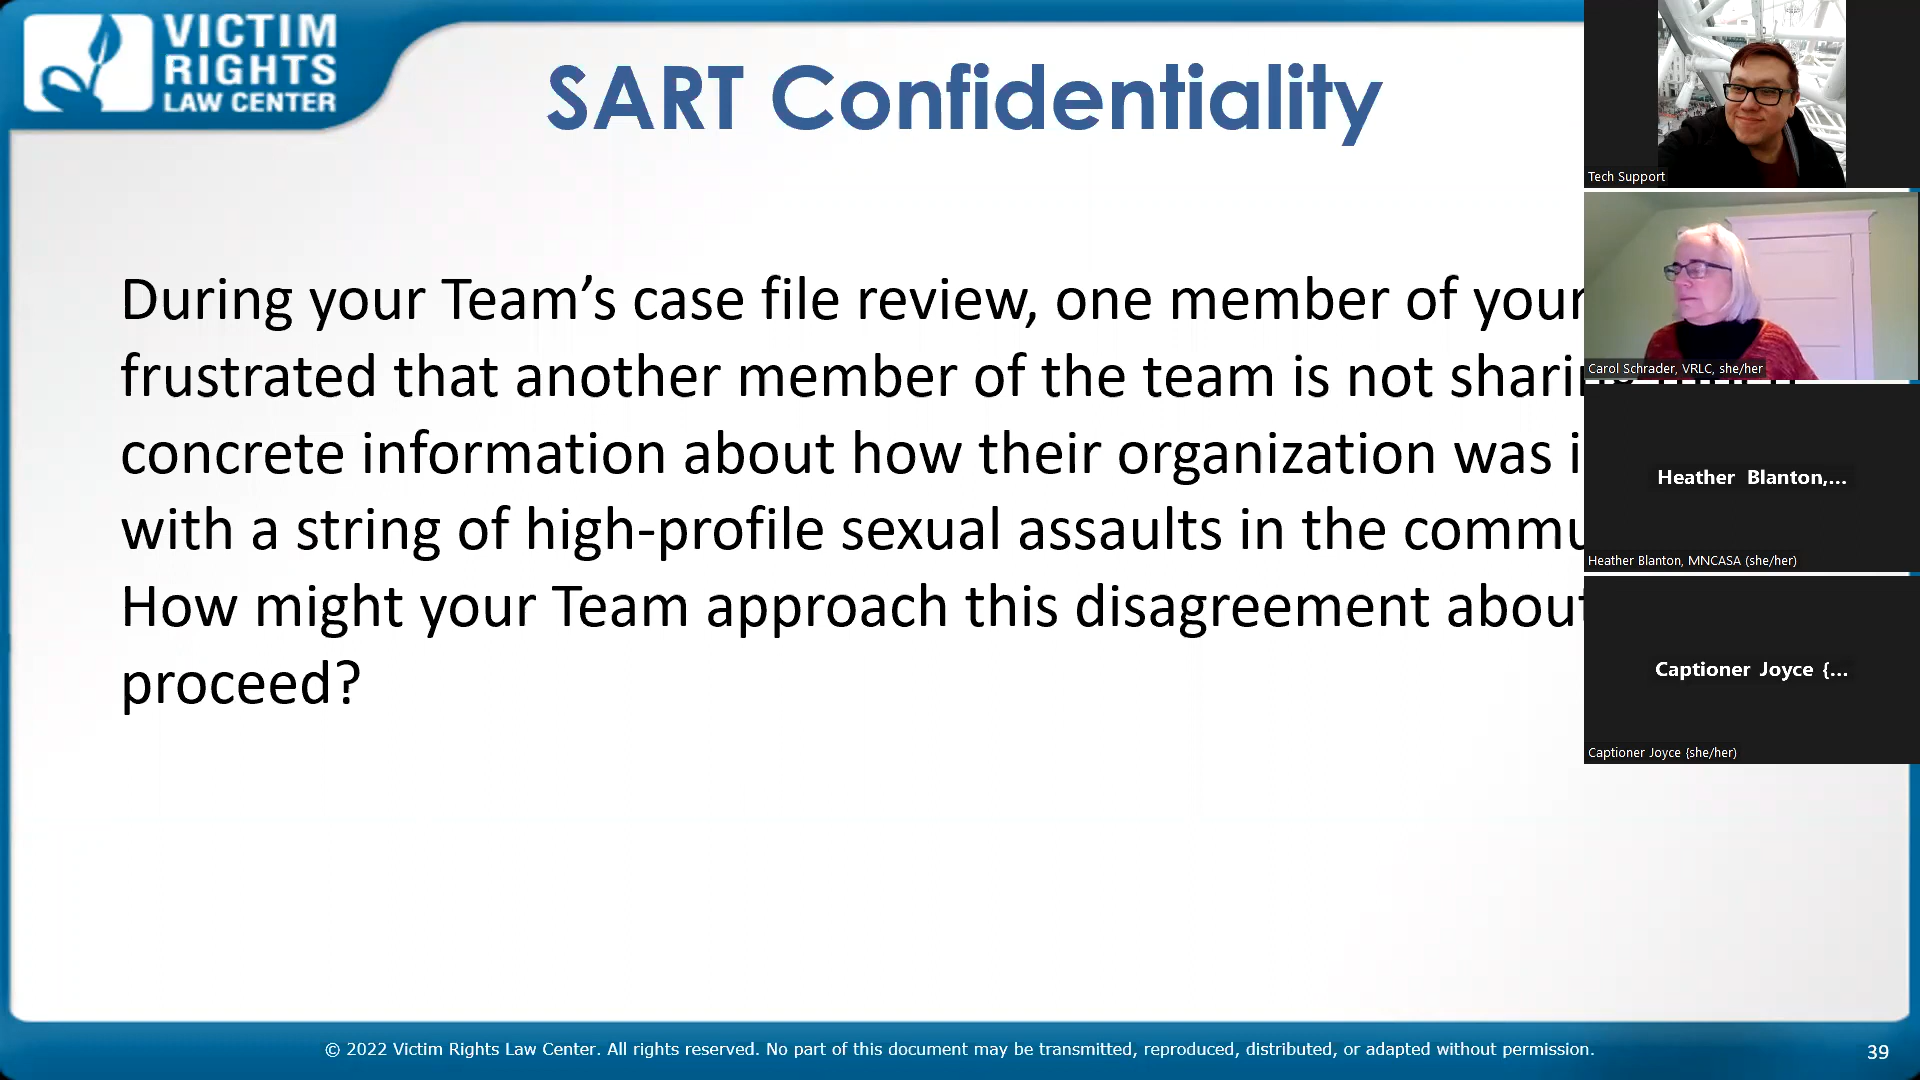 VICTIM
RIGHTS
LAW CENTER
SART Confidentiality
During your Team’s case file review, one member of your
frustrated that another member of the team is not shari
concrete information about how their organization was i
with a string of high-profile sexual assaults in the commu
How might your Team approach this disagreement about
proceed?
Tech Support
Carol Schrader, VRLC, she/her
Heather Blanton,...
Heather Blanton, MNCASA (she/her)
Captioner Joyce {...
Captioner Joyce {she/her)
© 2022 Victim Rights Law Center. All rights reserved. No part of this document may be transmitted, reproduced, distributed, or adapted without permission.
39